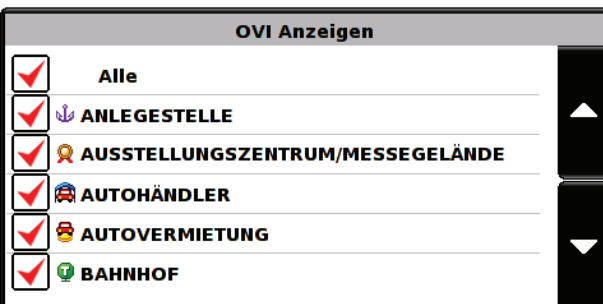 OVI Anzeigen
Alle
ANLEGESTELLE
AUSSTELLUNGSZENTRUM/MESSEGELÄNDE
AUTOHÄNDLER
AUTOVERMIETUNG
BAHNHOF